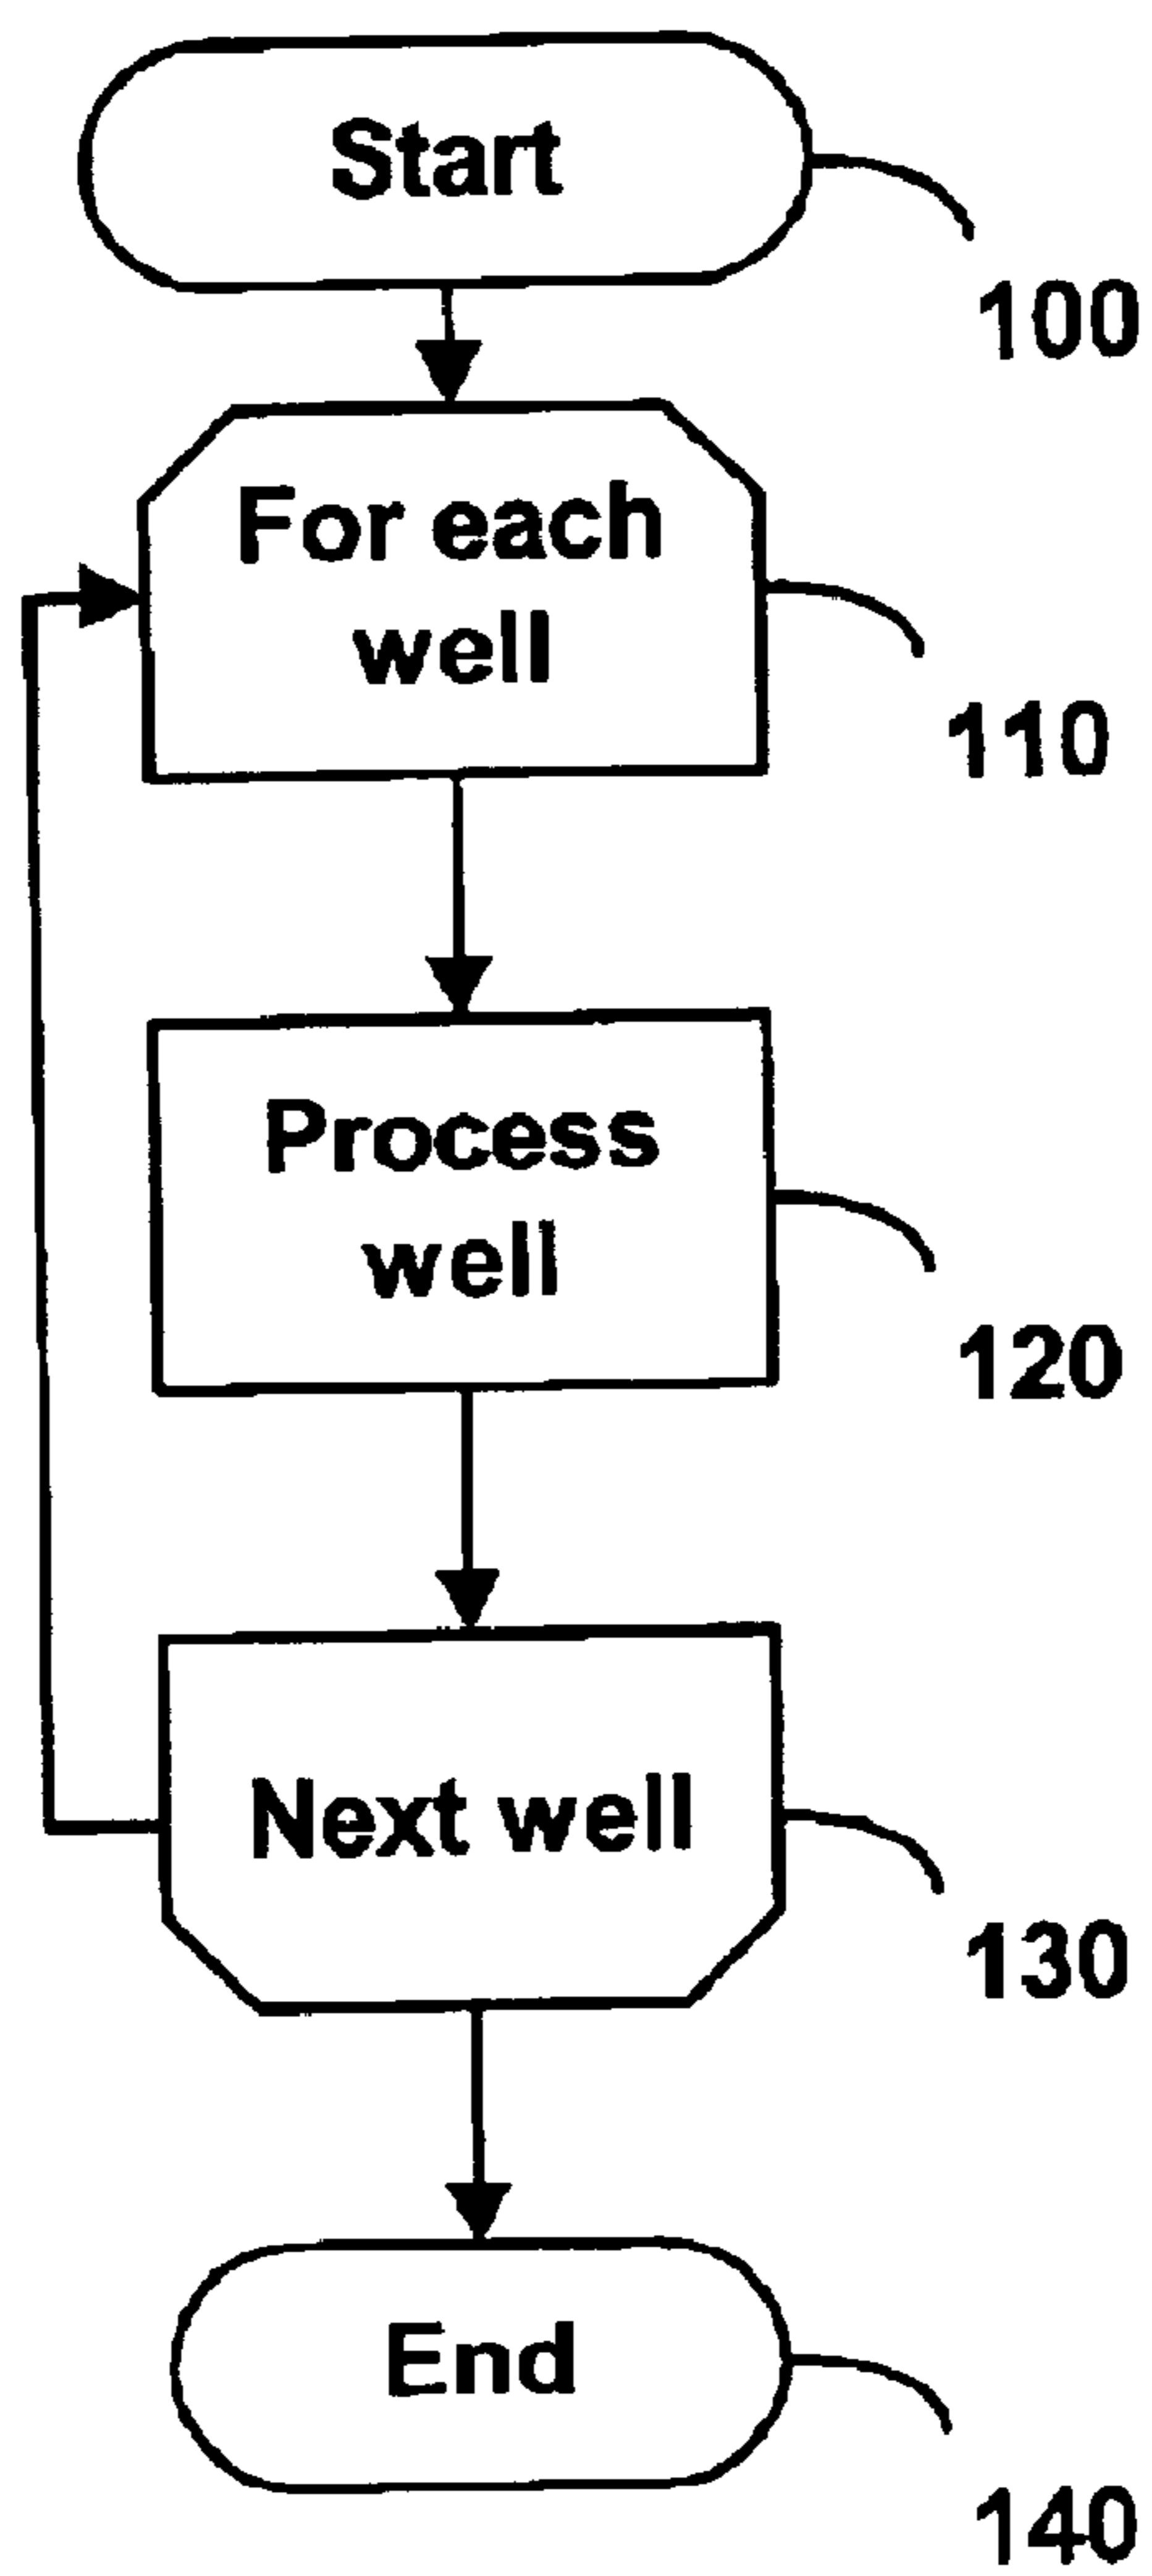 Start
100
For each
well
110
Process
well
120
Next well
130
End
140